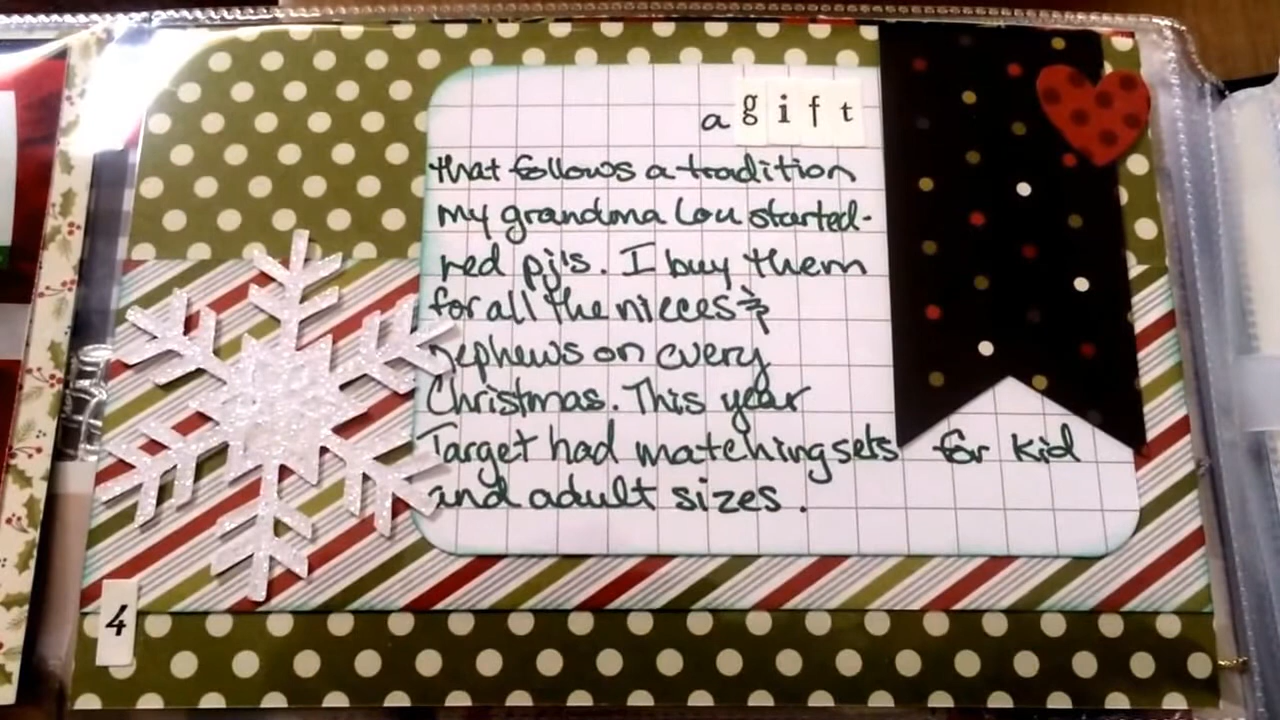 a gift
that follows a tradition
my grandma Lou started-
red pj's. I buy them
for all the nieces &
nephews on every
Christmas. This year
Target had matching sets for kid
and adult sizes.
4